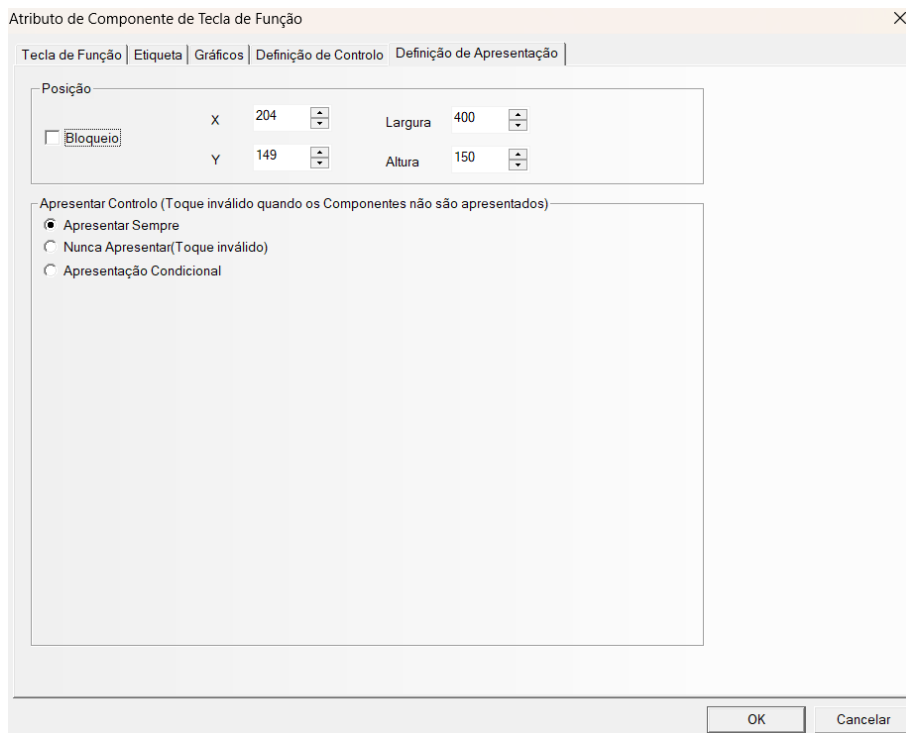 Atributo de Componente de Tecla de Função
Tecla de Função Etiqueta Gráficos Definição de Controlo Definição de Apresentação
Posição
Bloqueio
X 204 Largura 400
Y 149 Altura 150
Apresentar Controlo (Toque inválido quando os Componentes não são apresentados)
Apresentar Sempre
Nunca Apresentar(Toque inválido)
Apresentação Condicional
OK Cancelar